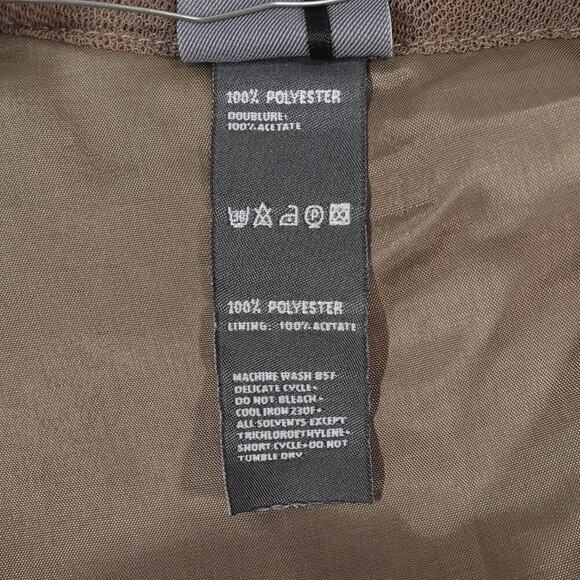 100% POLYESTER
DOUBLURE:
100% ACETATE
30 P
100% POLYESTER
LINING: 100% ACETATE
MACHINE WASH 85F
DELICATE CYCLE•
DO NOT BLEACH•
COOL IRON 230F•
ALL SOLVENTS EXCEPT
TRICHLOROETHYLENE•
SHORT CYCLE•DO NOT
TUMBLE DRY